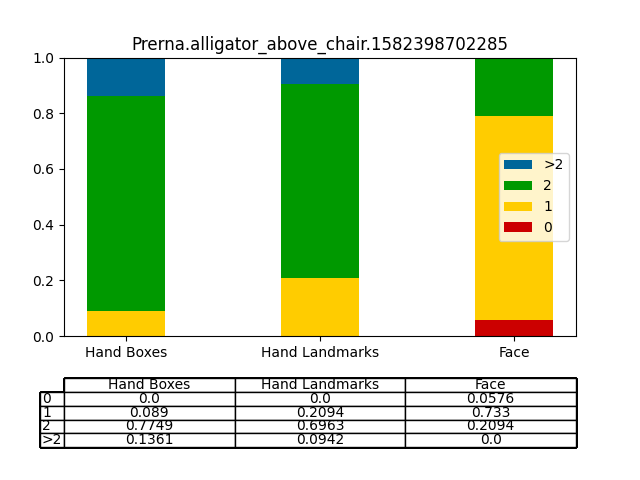 Prerna.alligator_above_chair.1582398702285
1.0
0.8
0.6
0.4
0.2
0.0
>2
2
1
0
Hand Boxes Hand Landmarks Face
Hand Boxes Hand Landmarks Face
0 0.0 0.0 0.0576
1 0.089 0.2094 0.733
2 0.7749 0.6963 0.2094
>2 0.1361 0.0942 0.0